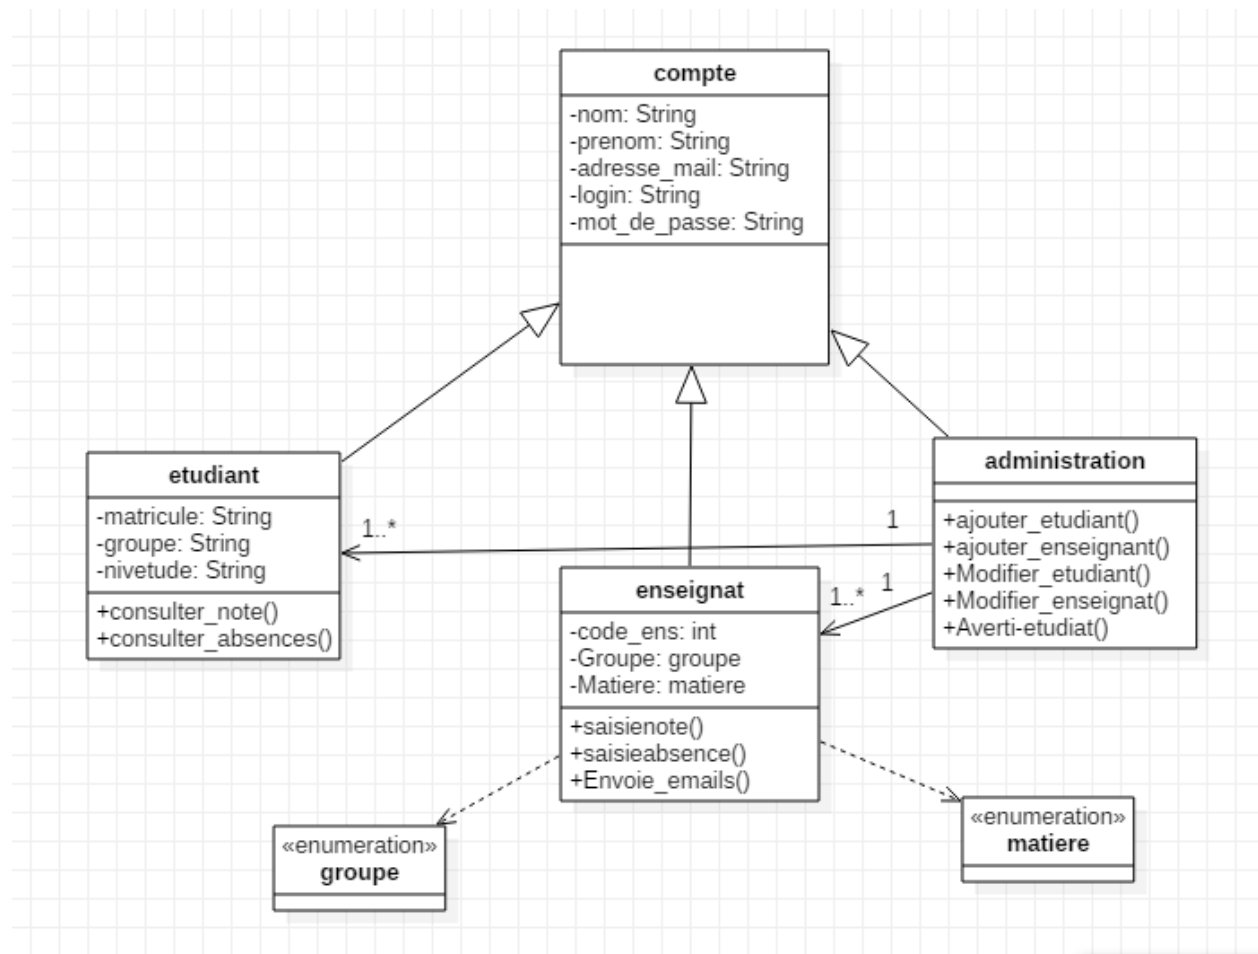 compte
-nom: String
-prenom: String
-adresse_mail: String
-login: String
-mot_de_passe: String
etudiant
-matricule: String
-groupe: String
-nivetude: String
+consulter_note()
+consulter_absences()
1..*
1
administration
+ajouter_etudiant()
+ajouter_enseignant()
+Modifier_etudiant()
+Modifier_enseignat()
+Averti-etudiat()
1..*
1
enseignat
-code_ens: int
-Groupe: groupe
-Matiere: matiere
+saisienote()
+saisieabsence()
+Envoie_emails()
«enumeration»
groupe
«enumeration»
matiere